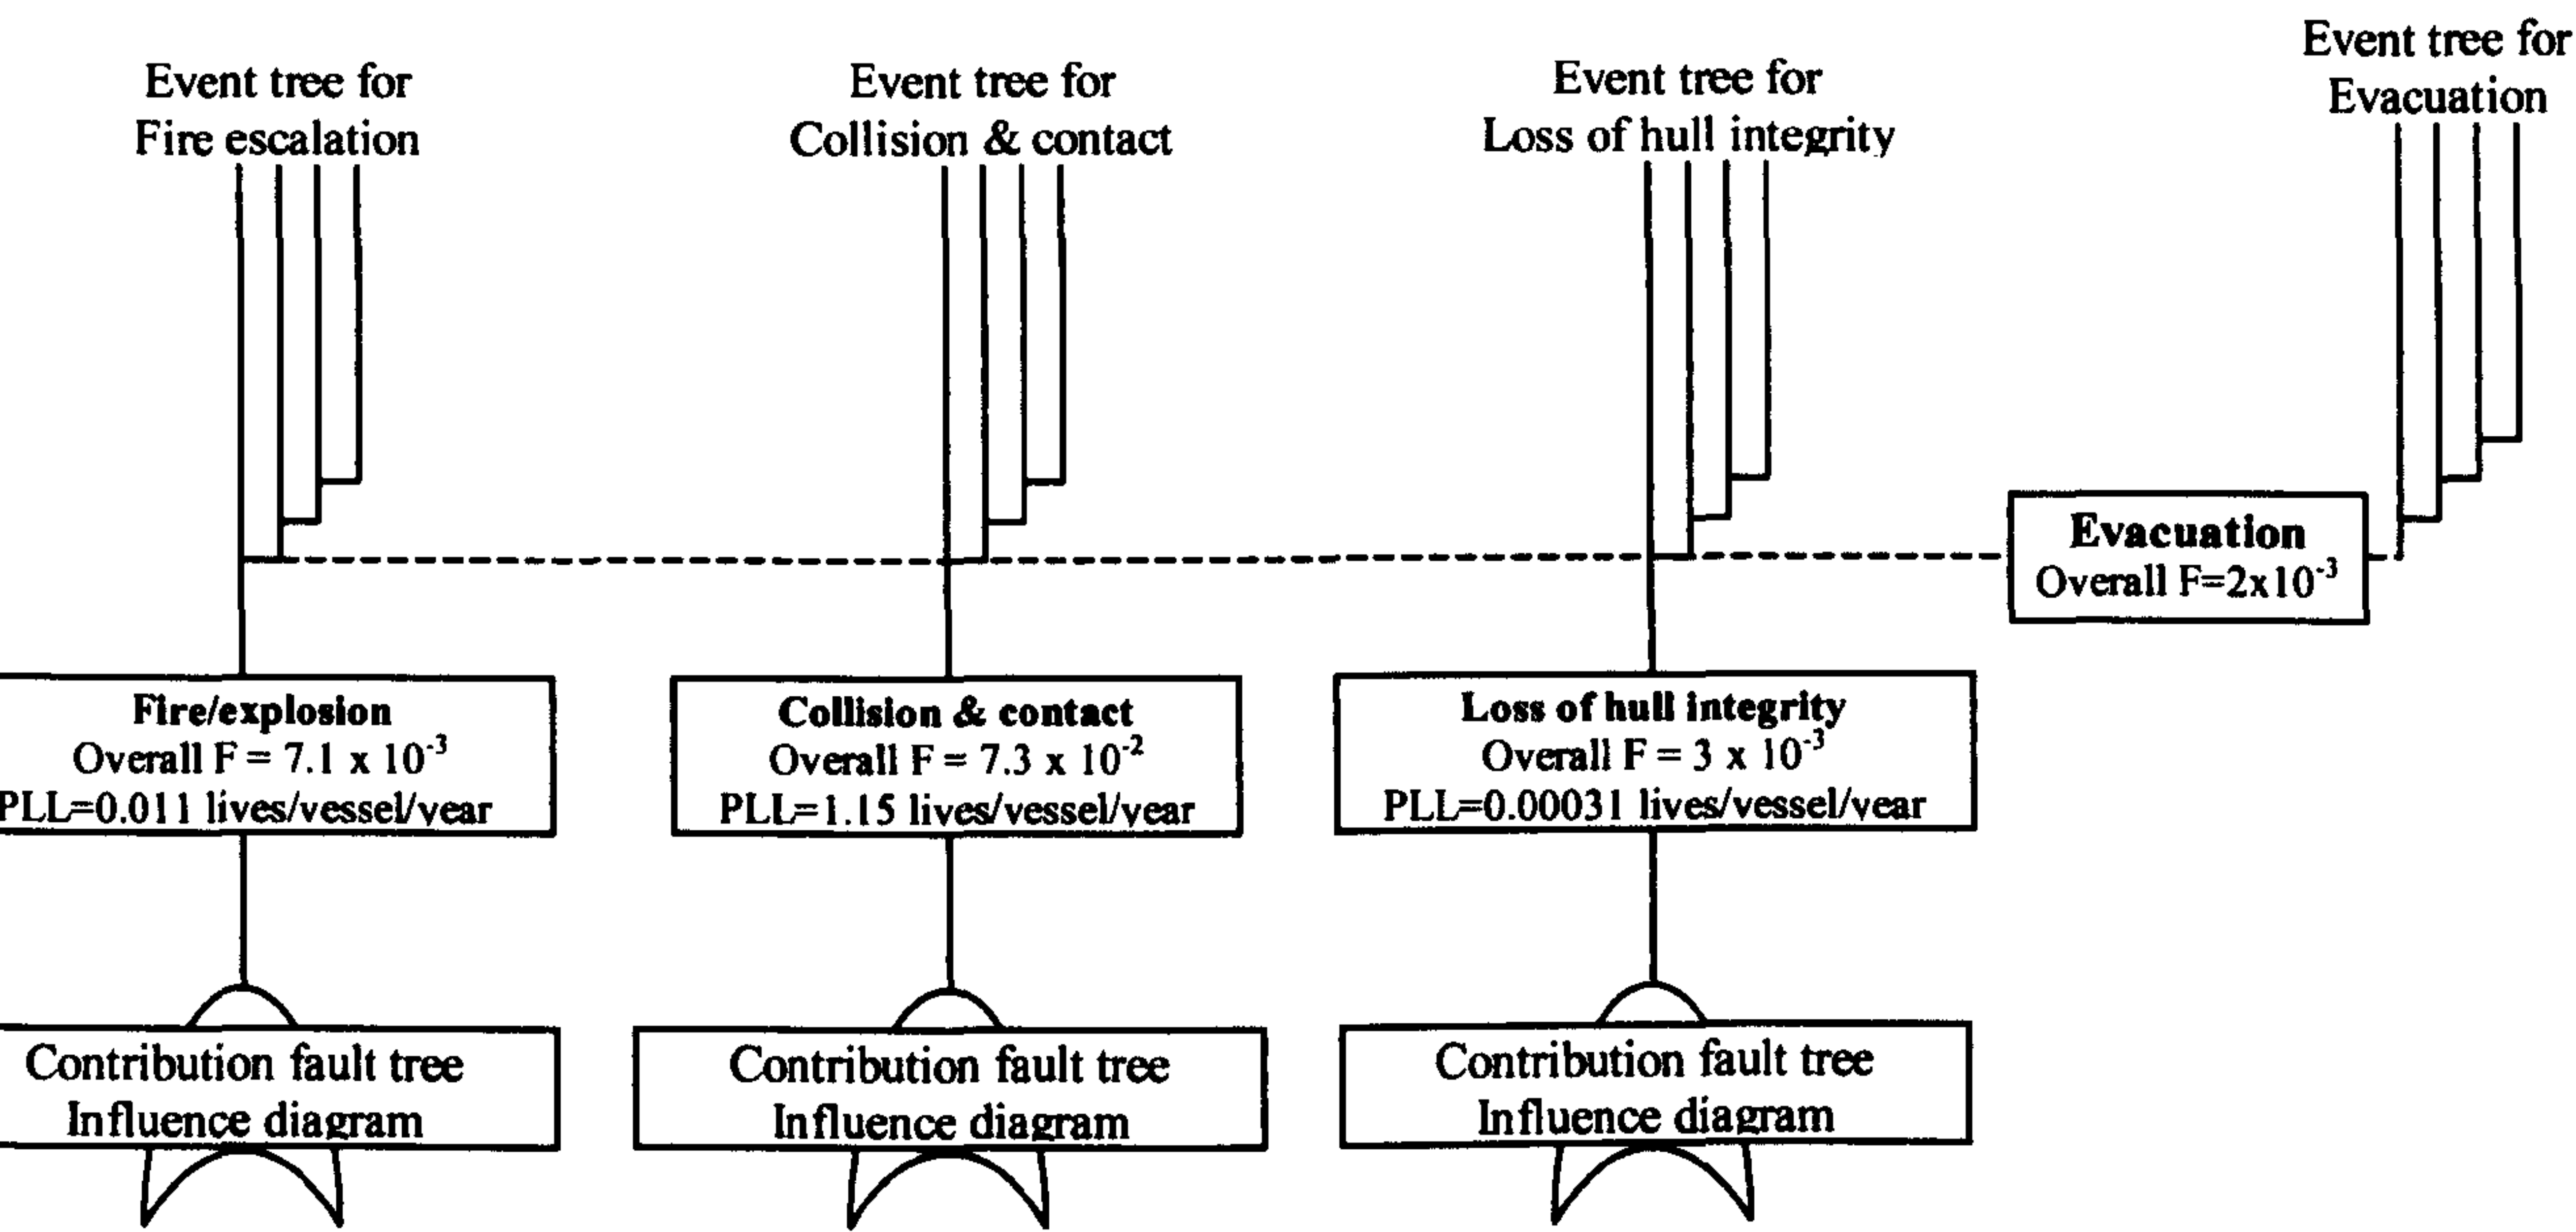 Event tree for
Fire escalation
Event tree for
Collision & contact
Event tree for
Loss of hull integrity
Event tree for
Evacuation
Evacuation
Overall F=2x10⁻³
Fire/explosion
Overall F = 7.1 x 10⁻³
PLL=0.011 lives/vessel/year
Collision & contact
Overall F = 7.3 x 10⁻²
PLL=1.15 lives/vessel/year
Loss of hull integrity
Overall F = 3 x 10⁻³
PLL=0.00031 lives/vessel/year
Contribution fault tree
Influence diagram
Contribution fault tree
Influence diagram
Contribution fault tree
Influence diagram